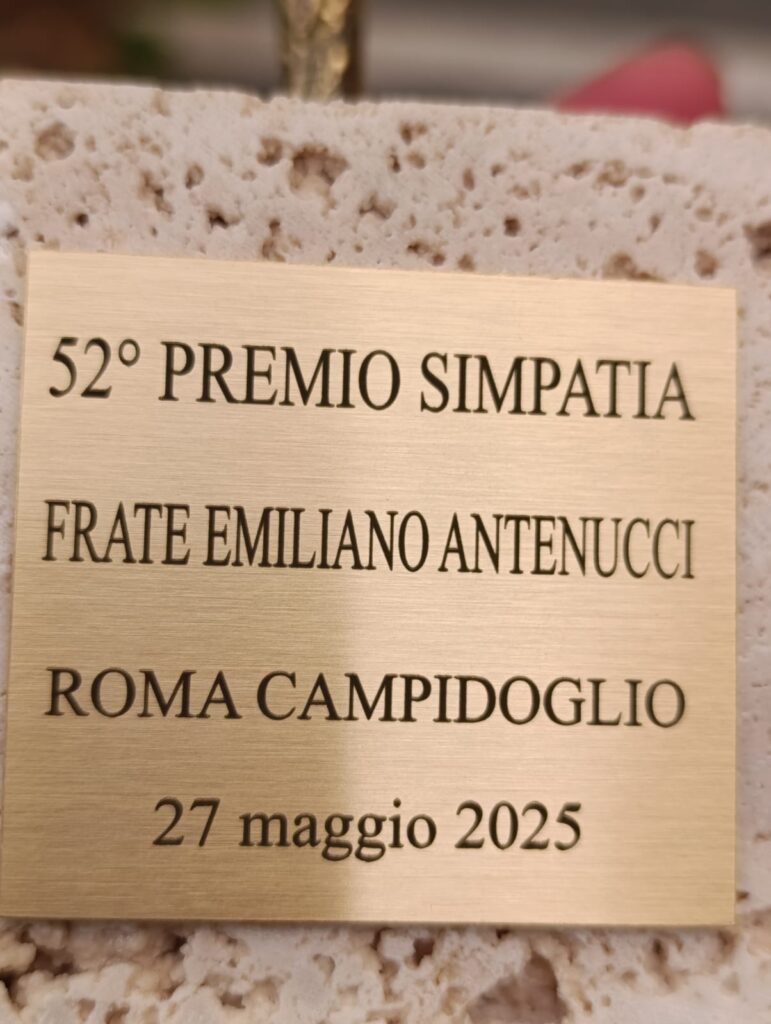 52° PREMIO SIMPATIA
FRATE EMILIANO ANTENUCCI
ROMA CAMPIDOGLIO
27 maggio 2025